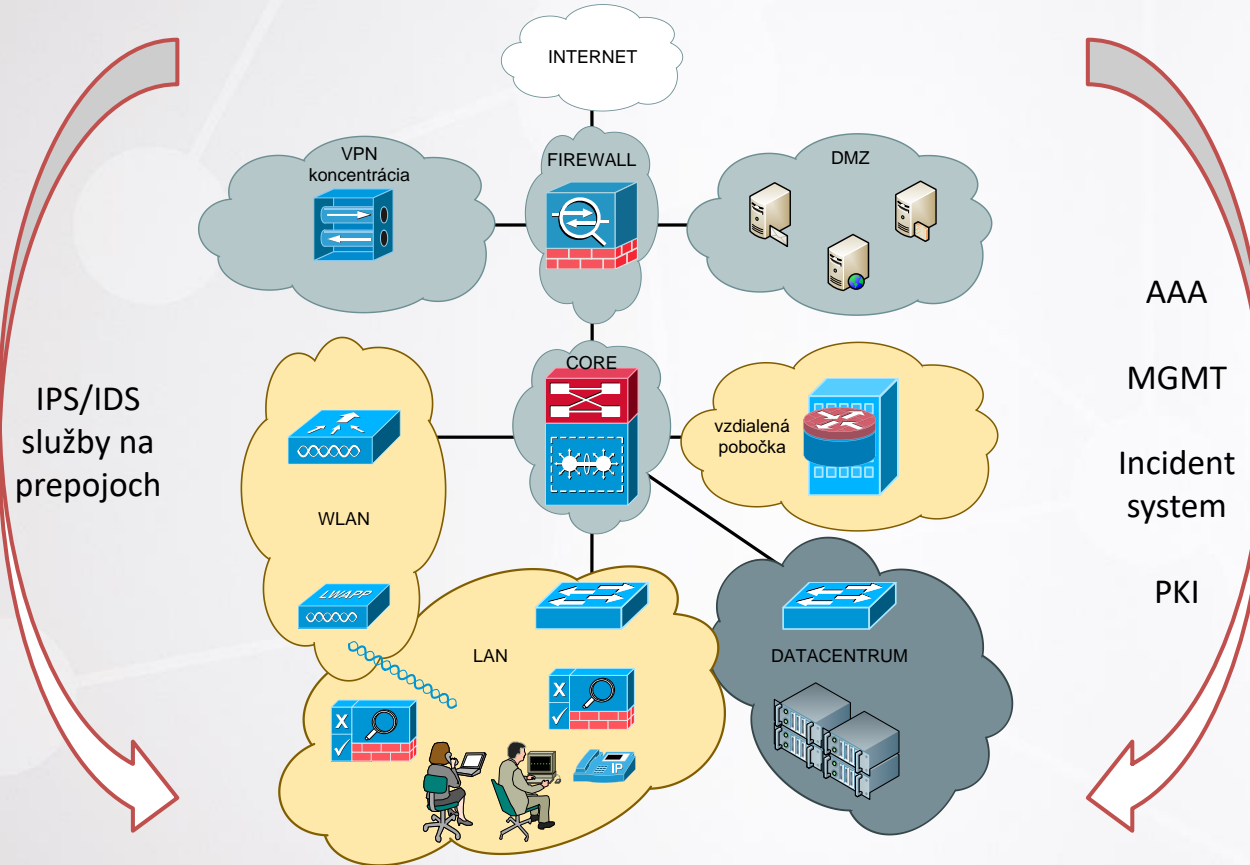 INTERNET
VPN
koncentrácia
FIREWALL
DMZ
AAA
CORE
MGMT
IPS/IDS
služby na
prepojoch
vzdialená
pobočka
Incident
system
WLAN
PKI
LWAPP
LAN
DATACENTRUM
X
X
IP